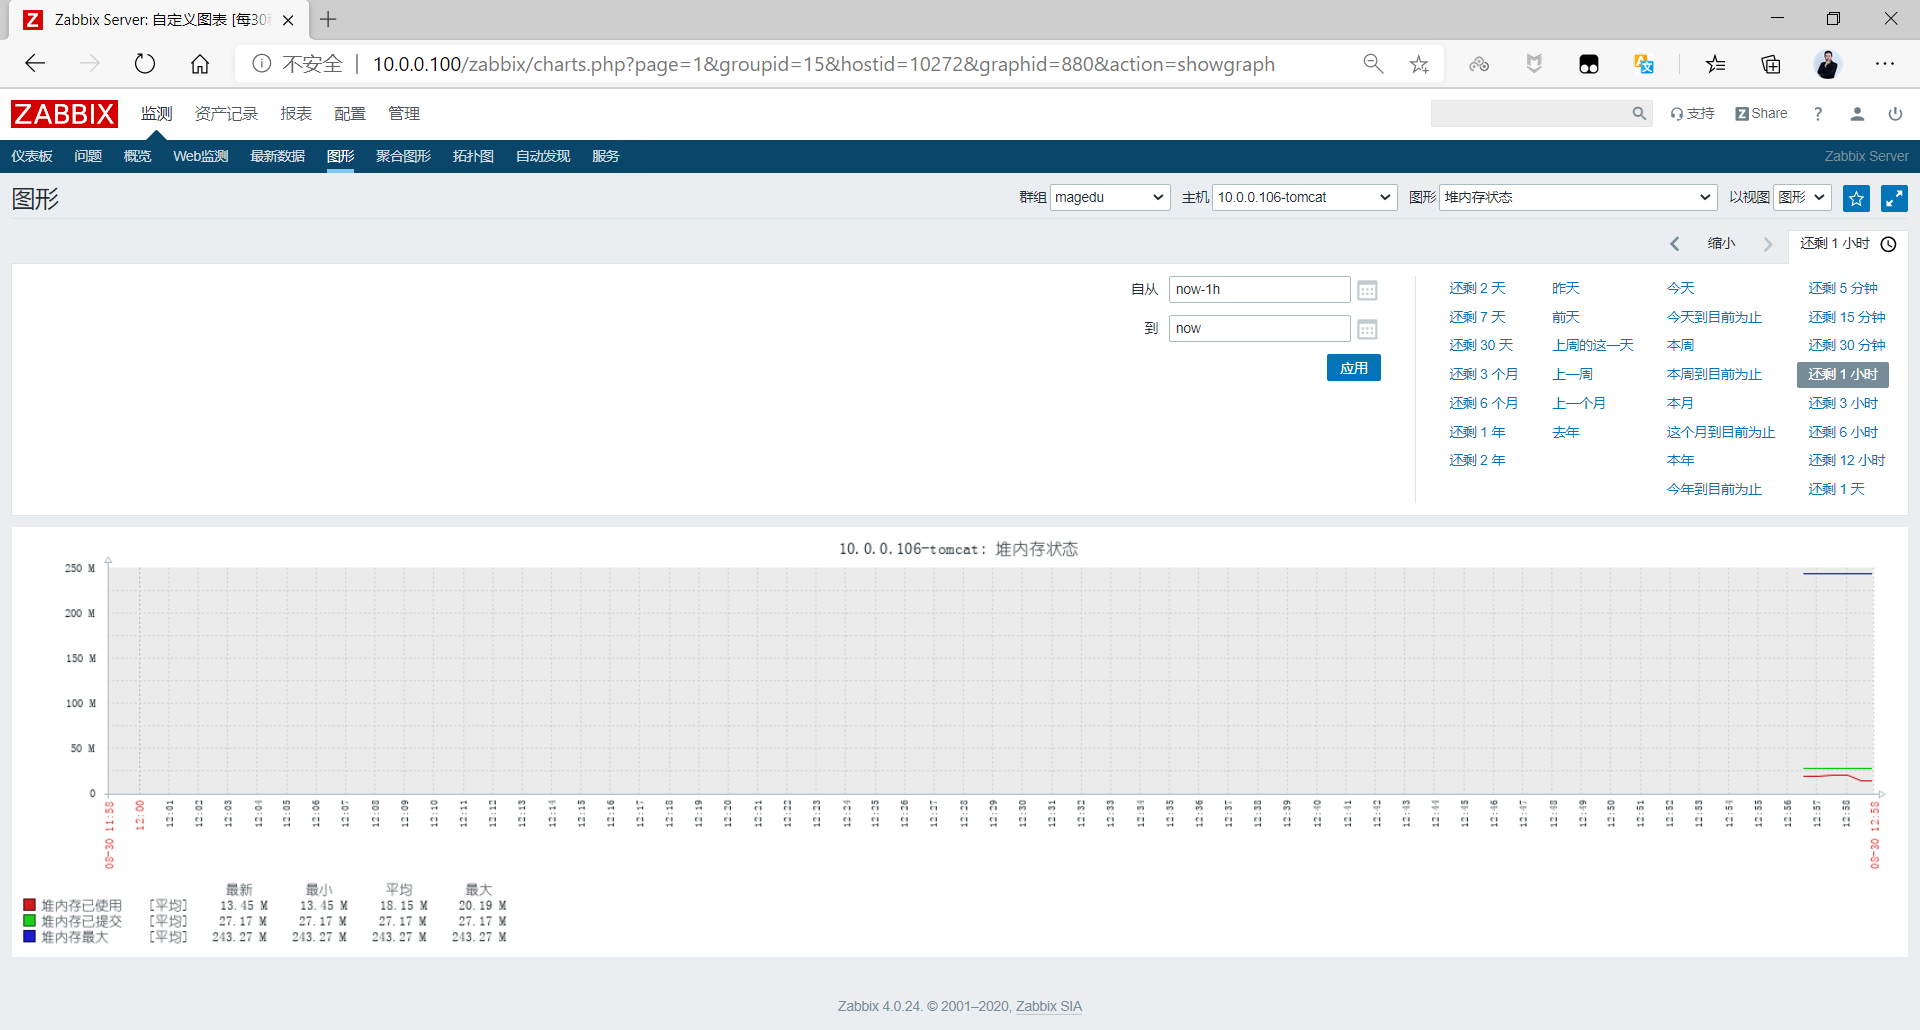 Zabbix Server: 自定义图表 [每30
不安全 | 10.0.0.100/zabbix/charts.php?page=1&groupid=15&hostid=10272&graphid=880&action=showgraph
ZABBIX 监测 资产记录 报表 配置 管理 支持 Z Share ?
仪表板 问题 概览 Web监测 最新数据 图形 聚合图形 拓扑图 自动发现 服务 Zabbix Server
图形 群组 magedu 主机 10.0.0.106-tomcat 图形 堆内存状态 以视图 图形
缩小 还剩 1 小时
自从 now-1h
到 now
应用
还剩 2 天 昨天 今天 还剩 5 分钟
还剩 7 天 前天 今天到目前为止 还剩 15 分钟
还剩 30 天 上周的这一天 本周 还剩 30 分钟
还剩 3 个月 上一周 本周到目前为止 还剩 1 小时
还剩 6 个月 上一个月 本月 还剩 3 小时
还剩 1 年 去年 这个月到目前为止 还剩 6 小时
还剩 2 年 本年 还剩 12 小时
今年到目前为止 还剩 1 天
10.0.0.106-tomcat: 堆内存状态
250 M
200 M
150 M
100 M
50 M
0
08-30 11:58 12:00 12:01 12:02 12:03 12:04 12:05 12:06 12:07 12:08 12:09 12:10 12:11 12:12 12:13 12:14 12:15 12:16 12:17 12:18 12:19 12:20 12:21 12:22 12:23 12:24 12:25 12:26 12:27 12:28 12:29 12:30 12:31 12:32 12:33 12:34 12:35 12:36 12:37 12:38 12:39 12:40 12:41 12:42 12:43 12:44 12:45 12:46 12:47 12:48 12:49 12:50 12:51 12:52 12:53 12:54 12:55 12:56 12:57 12:58 08-30 12:58
最新 最小 平均 最大
堆内存已使用 [平均] 13.45 M 13.45 M 18.15 M 20.19 M
堆内存已提交 [平均] 27.17 M 27.17 M 27.17 M 27.17 M
堆内存最大 [平均] 243.27 M 243.27 M 243.27 M 243.27 M
Zabbix 4.0.24. © 2001–2020, Zabbix SIA